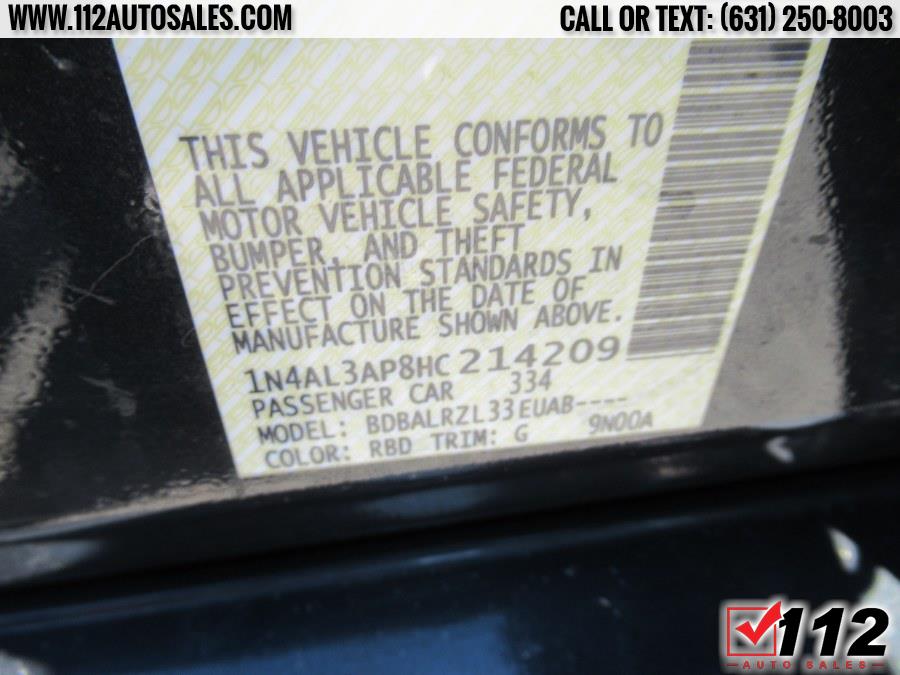 WWW.112AUTOSALES.COM
CALL OR TEXT: (631) 250-8003
THIS VEHICLE CONFORMS TO
ALL APPLICABLE FEDERAL
MOTOR VEHICLE SAFETY,
BUMPER, AND THEFT
PREVENTION STANDARDS IN
EFFECT ON THE DATE OF
MANUFACTURE SHOWN ABOVE.
1N4AL3AP8HC214209
PASSENGER CAR 334
MODEL: BDBALRZL33EUAB----
COLOR: RBD TRIM: G 9N00A
112
AUTO SALES